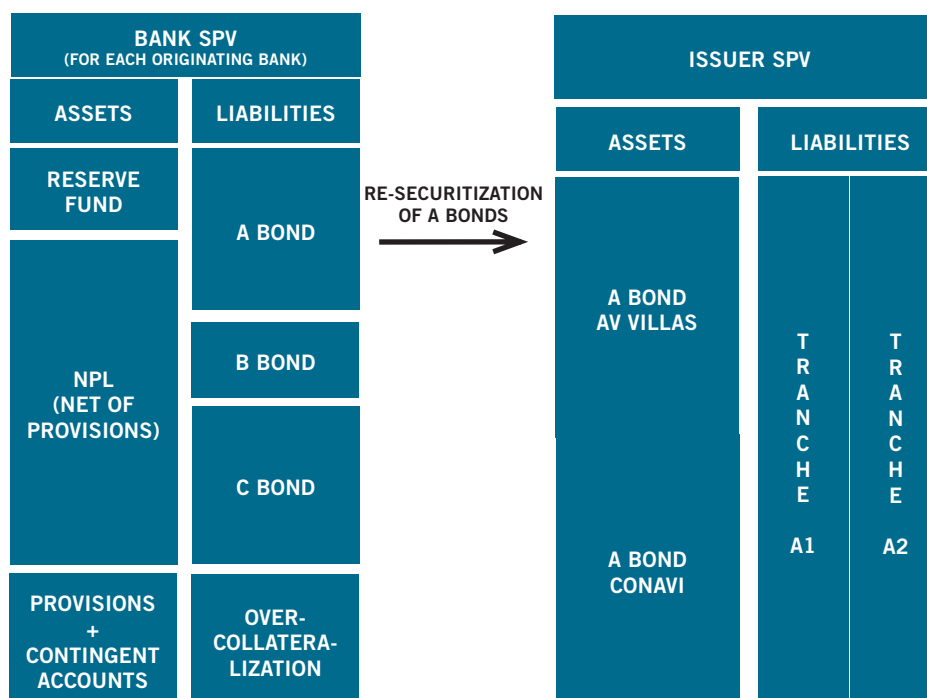 BANK SPV
(FOR EACH ORIGINATING BANK)
ASSETS
LIABILITIES
RESERVE
FUND
A BOND
NPL
(NET OF
PROVISIONS)
B BOND
C BOND
PROVISIONS
+
CONTINGENT
ACCOUNTS
OVER-
COLLATERA-
LIZATION
RE-SECURITIZATION
OF A BONDS
ISSUER SPV
ASSETS
LIABILITIES
A BOND
AV VILLAS
A BOND
CONAVI
TRANCHE
A1
TRANCHE
A2